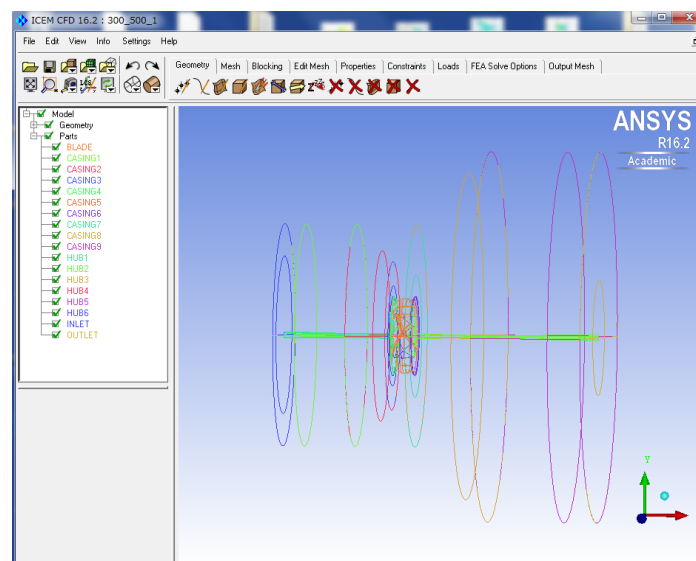 ICEM CFD 16.2 : 300_500_1
File Edit View Info Settings Help
Geometry Mesh Blocking Edit Mesh Properties Constraints Loads FEA Solve Options Output Mesh
Model
Geometry
Parts
BLADE
CASING1
CASING2
CASING3
CASING4
CASING5
CASING6
CASING7
CASING8
CASING9
HUB1
HUB2
HUB3
HUB4
HUB5
HUB6
INLET
OUTLET
ANSYS
R16.2
Academic
Y